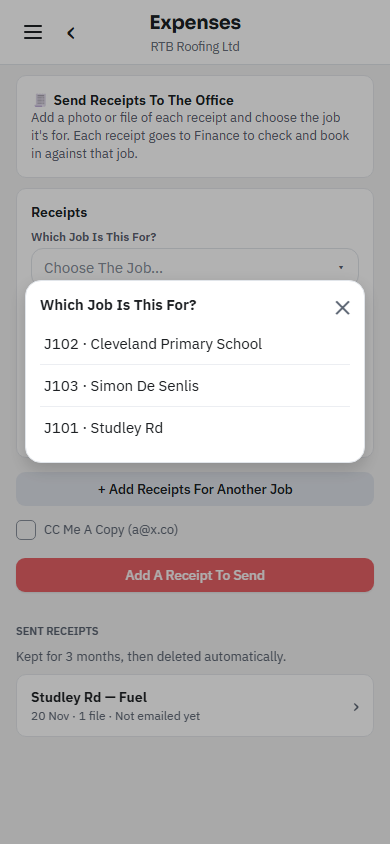 Expenses
RTB Roofing Ltd
Send Receipts To The Office
Add a photo or file of each receipt and choose the job
it's for. Each receipt goes to Finance to check and book
in against that job.
Receipts
Which Job Is This For?
Choose The Job...
Which Job Is This For?
J102 · Cleveland Primary School
J103 · Simon De Senlis
J101 · Studley Rd
+ Add Receipts For Another Job
CC Me A Copy (a@x.co)
Add A Receipt To Send
SENT RECEIPTS
Kept for 3 months, then deleted automatically.
Studley Rd — Fuel
20 Nov · 1 file · Not emailed yet